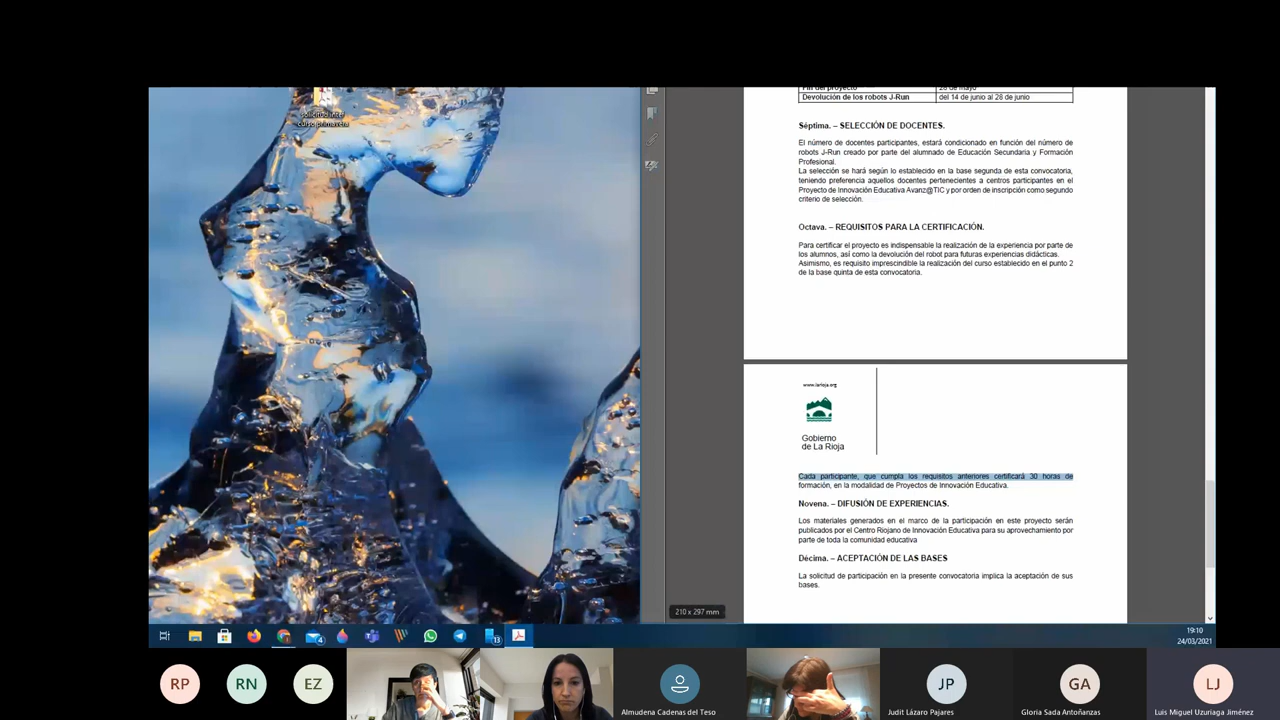 solicitud inter
curso primavera
Fin del proyecto 28 de mayo
Devolución de los robots J-Run del 14 de junio al 28 de junio
Séptima. – SELECCIÓN DE DOCENTES.
El número de docentes participantes, estará condicionado en función del número de
robots J-Run creado por parte del alumnado de Educación Secundaria y Formación
Profesional.
La selección se hará según lo establecido en la base segunda de esta convocatoria,
teniendo preferencia aquellos docentes pertenecientes a centros participantes en el
Proyecto de Innovación Educativa Avanz@TIC y por orden de inscripción como segundo
criterio de selección.
Octava. – REQUISITOS PARA LA CERTIFICACIÓN.
Para certificar el proyecto es indispensable la realización de la experiencia por parte de
los alumnos, así como la devolución del robot para futuras experiencias didácticas.
Asimismo, es requisito imprescindible la realización del curso establecido en el punto 2
de la base quinta de esta convocatoria.
www.larioja.org
Gobierno
de La Rioja
Cada participante, que cumpla los requisitos anteriores certificará 30 horas de
formación, en la modalidad de Proyectos de Innovación Educativa.
Novena. – DIFUSIÓN DE EXPERIENCIAS.
Los materiales generados en el marco de la participación en este proyecto serán
publicados por el Centro Riojano de Innovación Educativa para su aprovechamiento por
parte de toda la comunidad educativa
Décima. – ACEPTACIÓN DE LAS BASES
La solicitud de participación en la presente convocatoria implica la aceptación de sus
bases.
210 x 297 mm
4
13
19:10
24/03/2021
RP
RN
EZ
JP
GA
LJ
Almudena Cadenas del Teso
Judit Lázaro Pajares
Gloria Sada Antoñanzas
Luis Miguel Uzuriaga Jiménez